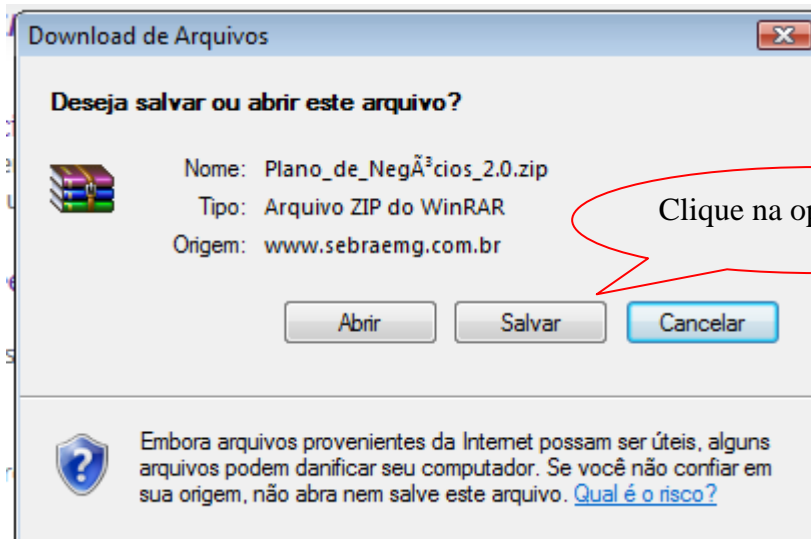 Download de Arquivos
Deseja salvar ou abrir este arquivo?
Nome: Plano_de_NegÃ³cios_2.0.zip
Tipo: Arquivo ZIP do WinRAR
Origem: www.sebraemg.com.br
Clique na
Abrir Salvar Cancelar
Embora arquivos provenientes da Internet possam ser úteis, alguns
arquivos podem danificar seu computador. Se você não confiar em
sua origem, não abra nem salve este arquivo. Qual é o risco?